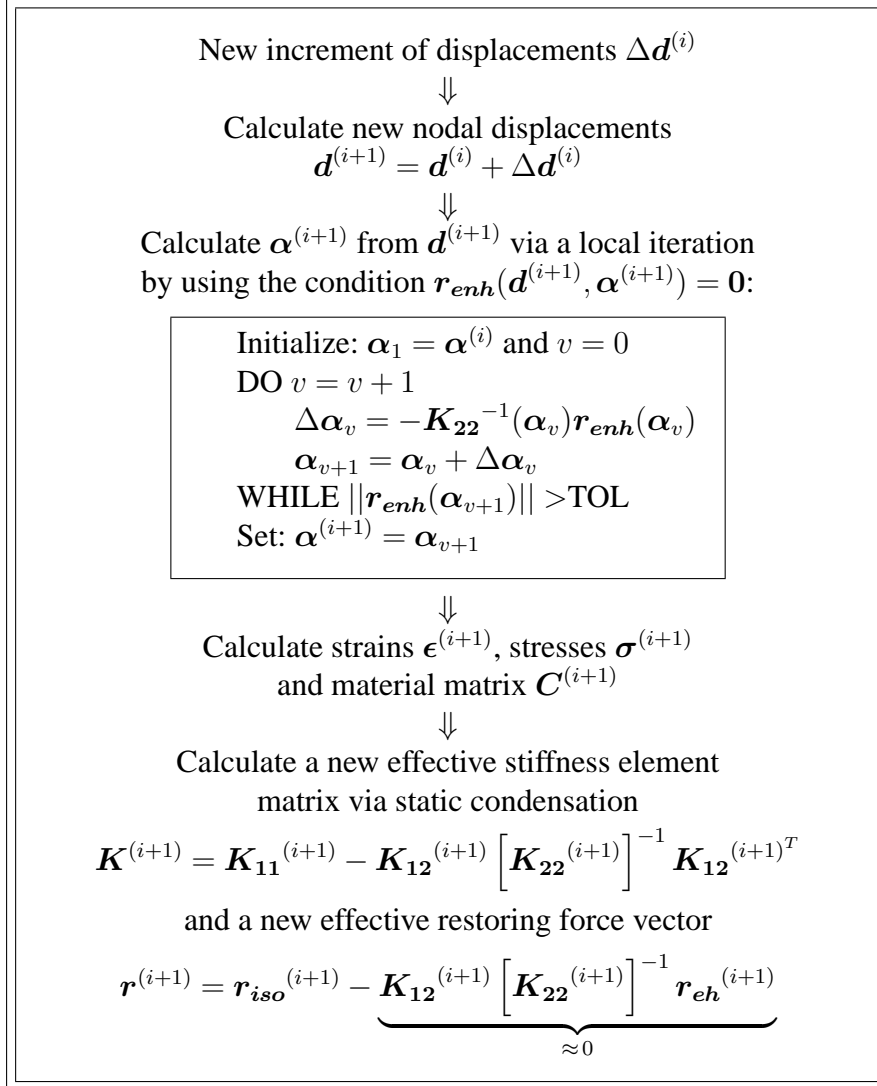 New increment of displacements Δd^(i)
⇓
Calculate new nodal displacements
d^(i+1) = d^(i) + Δd^(i)
⇓
Calculate α^(i+1) from d^(i+1) via a local iteration
by using the condition r_enh(d^(i+1), α^(i+1)) = 0:
Initialize: α_1 = α^(i) and v = 0
DO v = v + 1
Δα_v = −K_22^−1(α_v)r_enh(α_v)
α_v+1 = α_v + Δα_v
WHILE ||r_enh(α_v+1)|| >TOL
Set: α^(i+1) = α_v+1
⇓
Calculate strains ϵ^(i+1), stresses σ^(i+1)
and material matrix C^(i+1)
⇓
Calculate a new effective stiffness element
matrix via static condensation
K^(i+1) = K_11^(i+1) − K_12^(i+1) [K_22^(i+1)]^−1 K_12^(i+1)^T
and a new effective restoring force vector
r^(i+1) = r_iso^(i+1) − K_12^(i+1) [K_22^(i+1)]^−1 r_eh^(i+1)
≈0